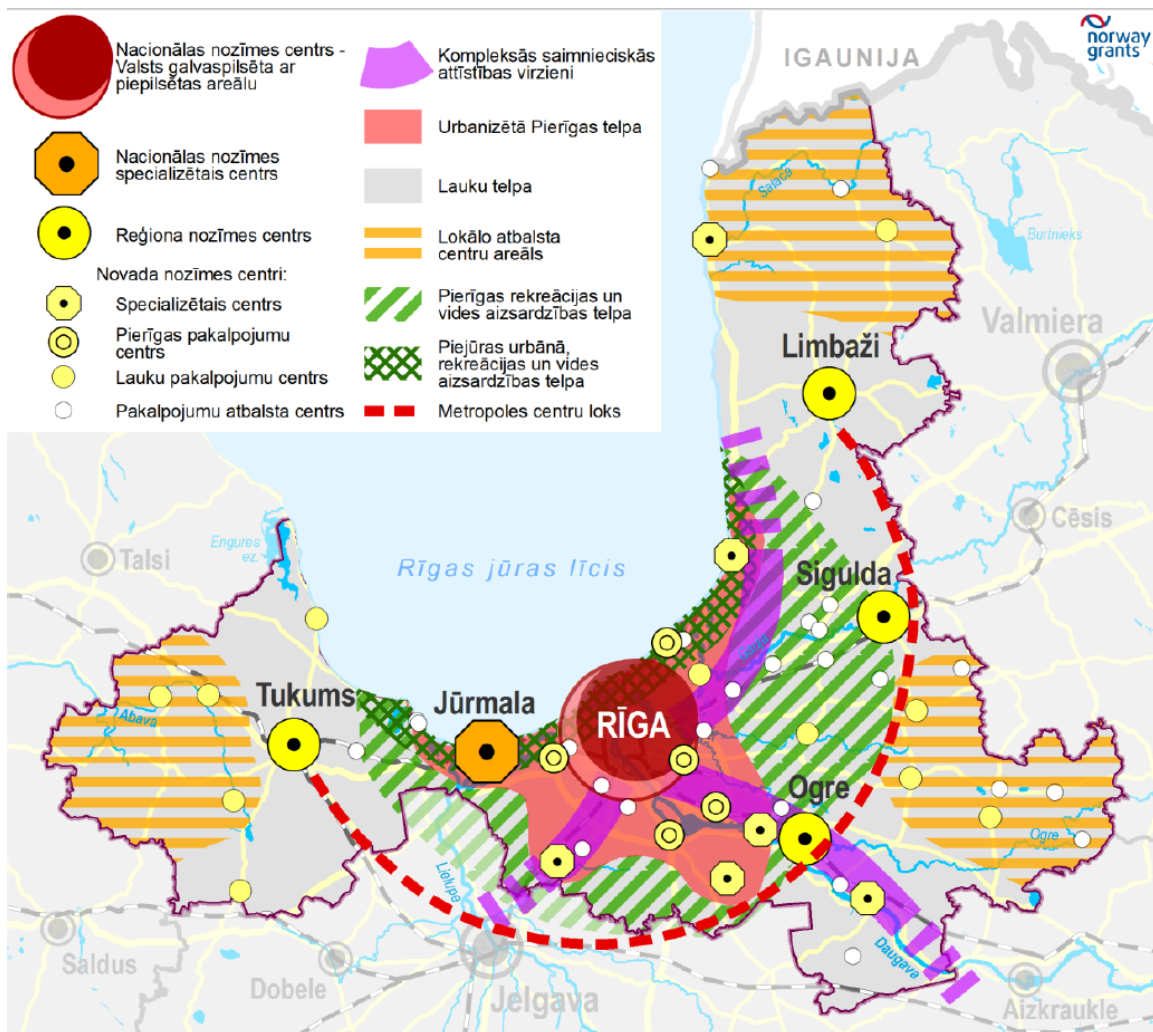 Nacionālas nozīmes centrs -
Valsts galvaspilsēta ar
piepilsētas areālu
Nacionālas nozīmes
specializētais centrs
Reģiona nozīmes centrs
Novada nozīmes centri:
Specializētais centrs
Pierīgas pakalpojumu
centrs
Lauku pakalpojumu centrs
Pakalpojumu atbalsta centrs
Kompleksās saimnieciskās
attīstības virzieni
Urbanizētā Pierīgas telpa
Lauku telpa
Lokālo atbalsta
centru areāls
Pierīgas rekreācijas un
vides aizsardzības telpa
Piejūras urbānā,
rekreācijas un vides
aizsardzības telpa
Metropoles centru loks
norway
grants
IGAUNIJA
Salaca
Burtnieks
Valmiera
Limbaži
Cēsis
Talsi
Engures
ez.
Rīgas jūras līcis
Sigulda
Gauja
Tukums
Jūrmala
RĪGA
Abava
Ogre
Ogre
Lielupe
Daugava
Saldus
Dobele
Jelgava
Aizkraukle